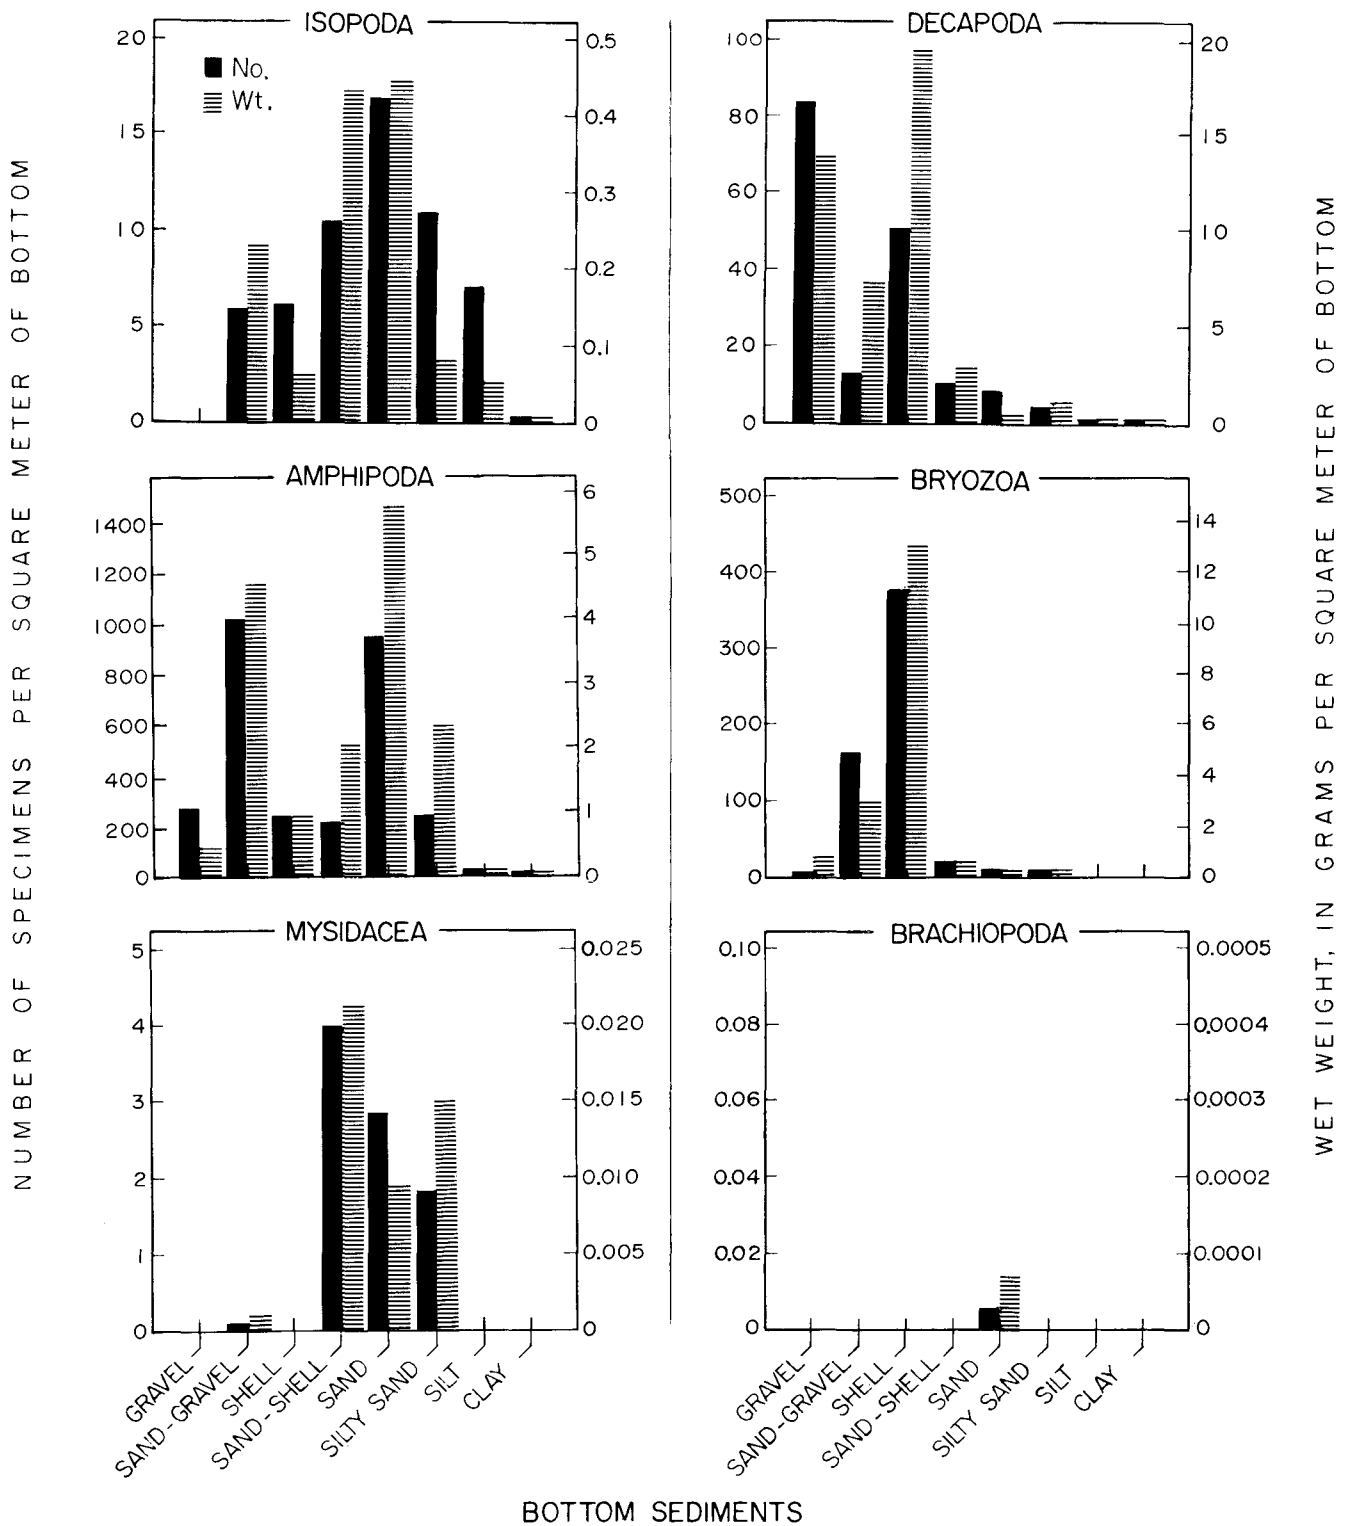 NUMBER OF SPECIMENS PER SQUARE METER OF BOTTOM
ISOPODA
No.
Wt.
20
15
10
5
0
0.5
0.4
0.3
0.2
0.1
0
DECAPODA
100
80
60
40
20
0
20
15
10
5
0
AMPHIPODA
1400
1200
1000
800
600
400
200
0
6
5
4
3
2
1
0
BRYOZOA
500
400
300
200
100
0
14
12
10
8
6
4
2
0
MYSIDACEA
5
4
3
2
1
0
0.025
0.020
0.015
0.010
0.005
0
BRACHIOPODA
0.10
0.08
0.06
0.04
0.02
0
0.0005
0.0004
0.0003
0.0002
0.0001
0
GRAVEL
SAND-GRAVEL
SHELL
SAND-SHELL
SAND
SILTY SAND
SILT
CLAY
GRAVEL
SAND-GRAVEL
SHELL
SAND-SHELL
SAND
SILTY SAND
SILT
CLAY
BOTTOM SEDIMENTS
WET WEIGHT, IN GRAMS PER SQUARE METER OF BOTTOM